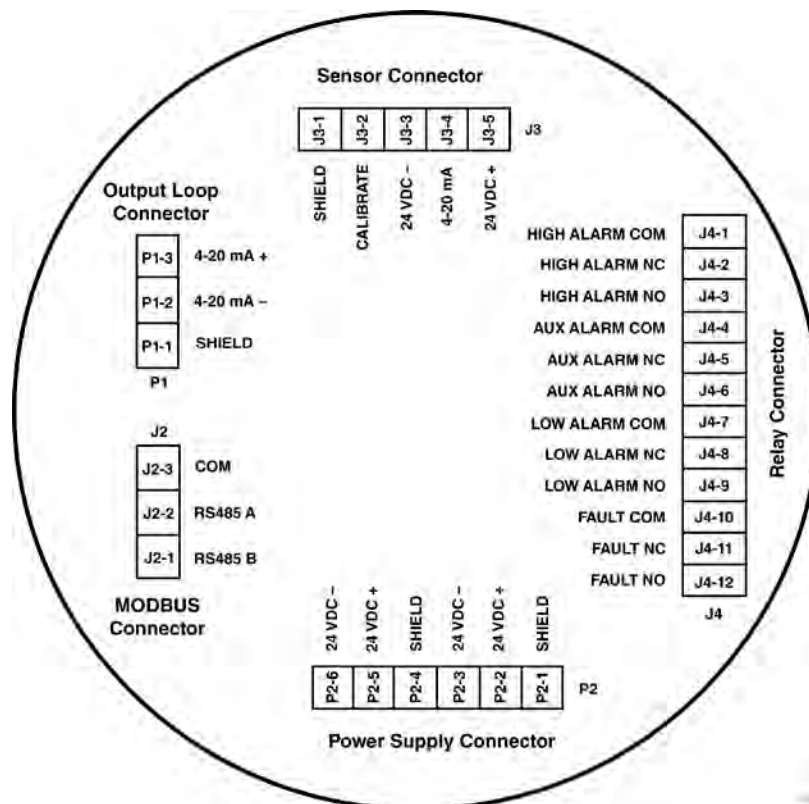 Sensor Connector
J3-1
J3-2
J3-3
J3-4
J3-5
J3
SHIELD
CALIBRATE
24 VDC –
4-20 mA
24 VDC +
Output Loop
Connector
P1-3
4-20 mA +
P1-2
4-20 mA –
P1-1
SHIELD
P1
J2
J2-3
COM
J2-2
RS485 A
J2-1
RS485 B
MODBUS
Connector
HIGH ALARM COM
J4-1
HIGH ALARM NC
J4-2
HIGH ALARM NO
J4-3
AUX ALARM COM
J4-4
AUX ALARM NC
J4-5
AUX ALARM NO
J4-6
LOW ALARM COM
J4-7
LOW ALARM NC
J4-8
LOW ALARM NO
J4-9
FAULT COM
J4-10
FAULT NC
J4-11
FAULT NO
J4-12
J4
Relay Connector
24 VDC –
24 VDC +
SHIELD
24 VDC –
24 VDC +
SHIELD
P2-6
P2-5
P2-4
P2-3
P2-2
P2-1
P2
Power Supply Connector